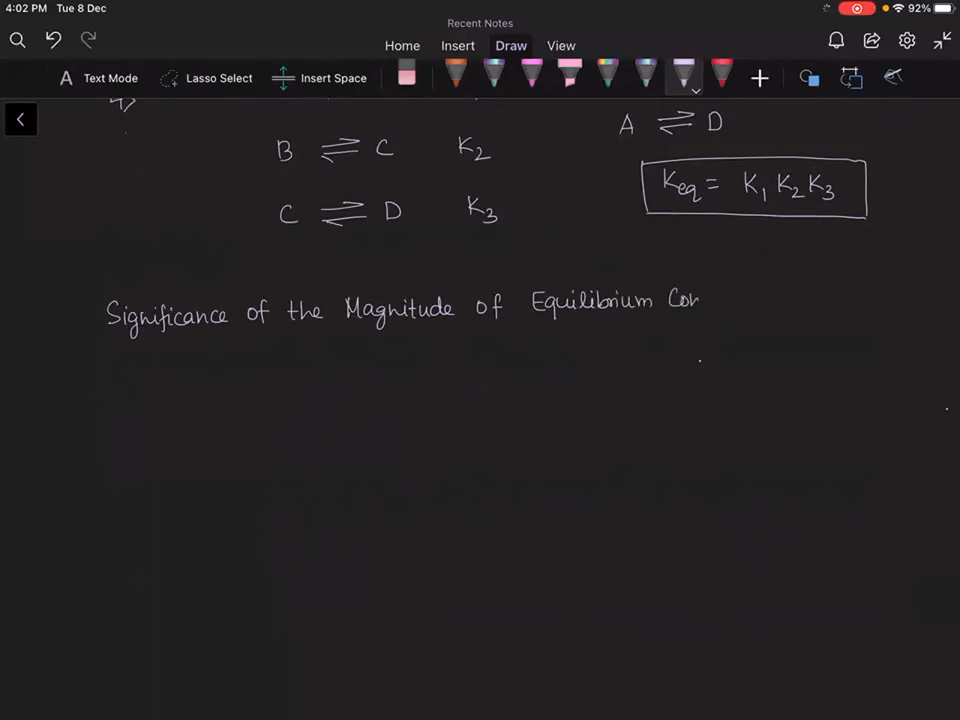 4:02 PM Tue 8 Dec
92%
Recent Notes
Home Insert Draw View
A Text Mode Lasso Select Insert Space
A ⇌ D
B ⇌ C K2
Keq = K1 K2 K3
C ⇌ D K3
Significance of the Magnitude of Equilibrium Con